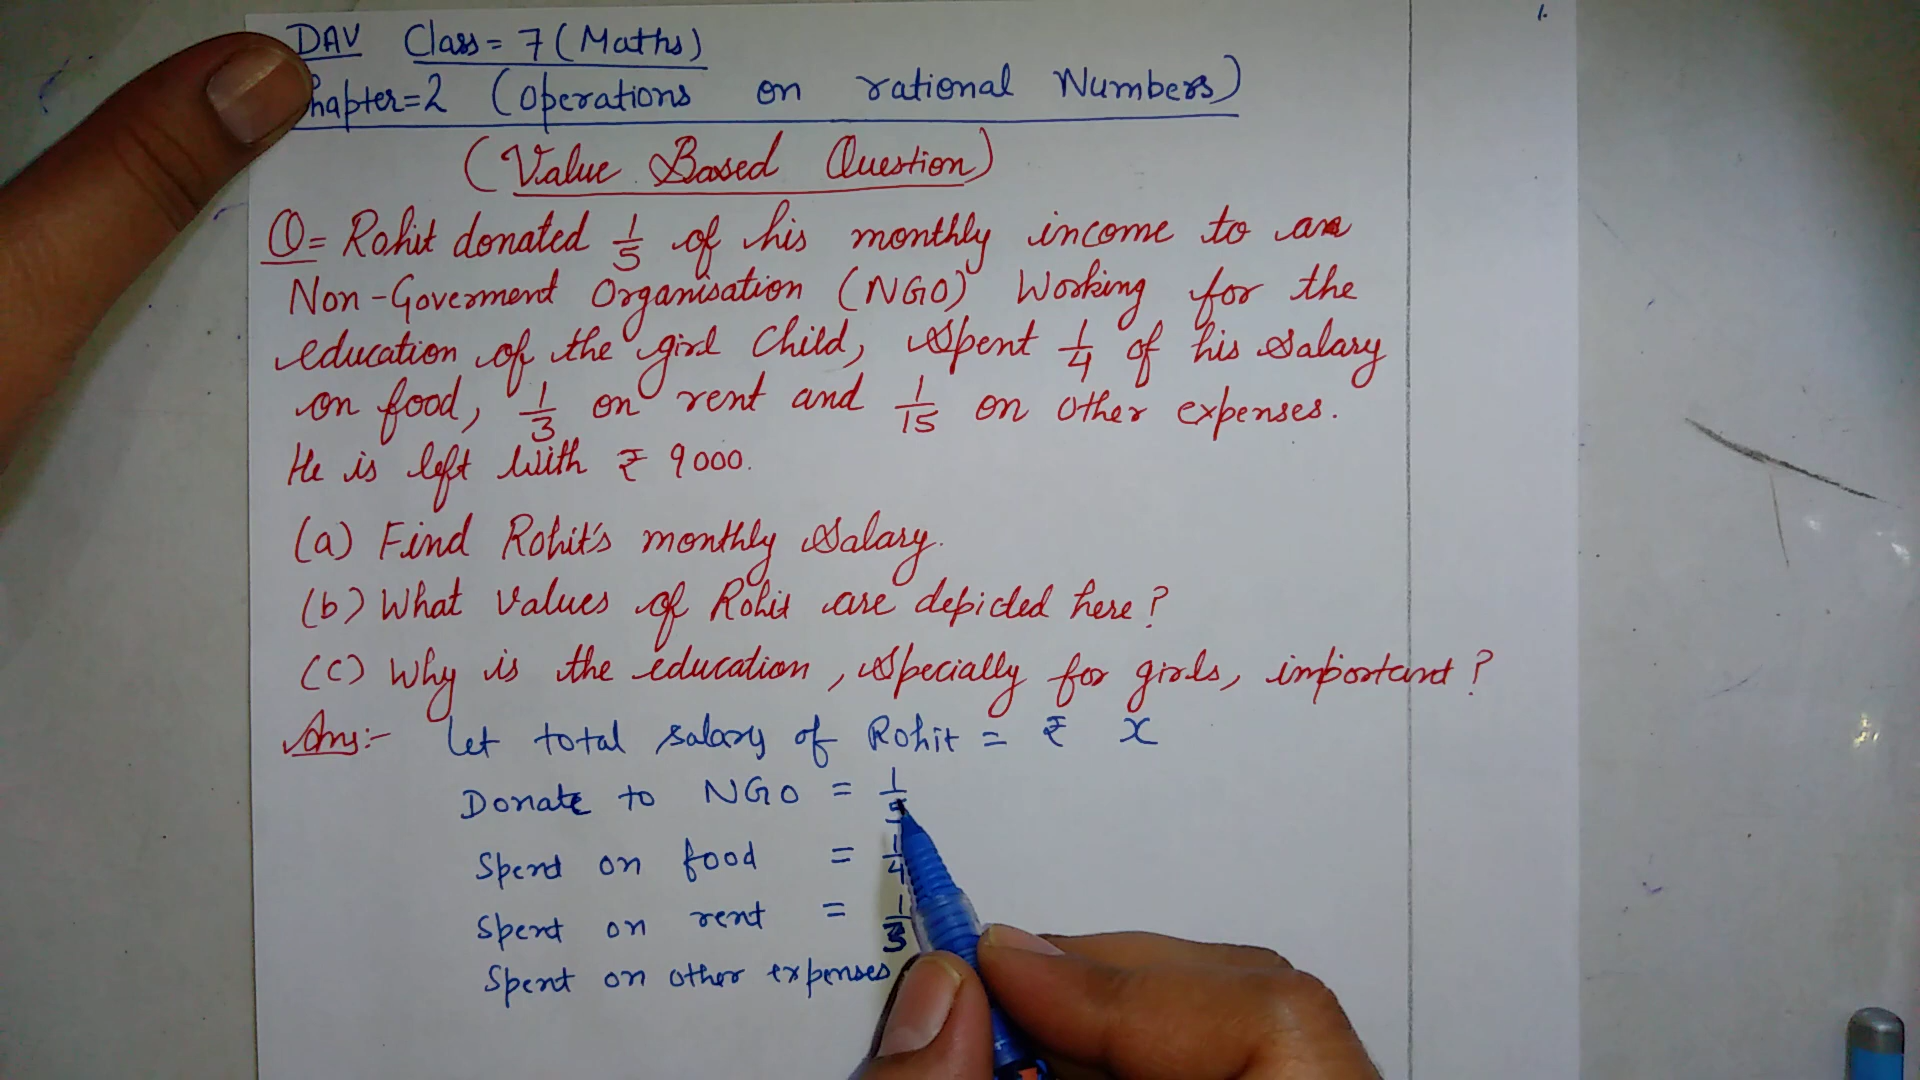 DAV Class = 7 (Maths)
hapter = 2 (Operations on rational Numbers)
(Value Based Question)
Q = Rohit donated 1/5 of his monthly income to an
Non-Goverment Organisation (NGO) Working for the
education of the girl Child, Spent 1/4 of his Salary
on food, 1/3 on rent and 1/15 on other expenses.
He is left with ₹ 9000.
(a) Find Rohit's monthly Salary.
(b) What values of Rohit are depicted here?
(c) Why is the education, specially for girls, important?
Ans:- Let total salary of Rohit = ₹ x
Donate to NGO = 1/5
Spend on food = 1/4
Spent on rent = 1/3
Spent on other expenses